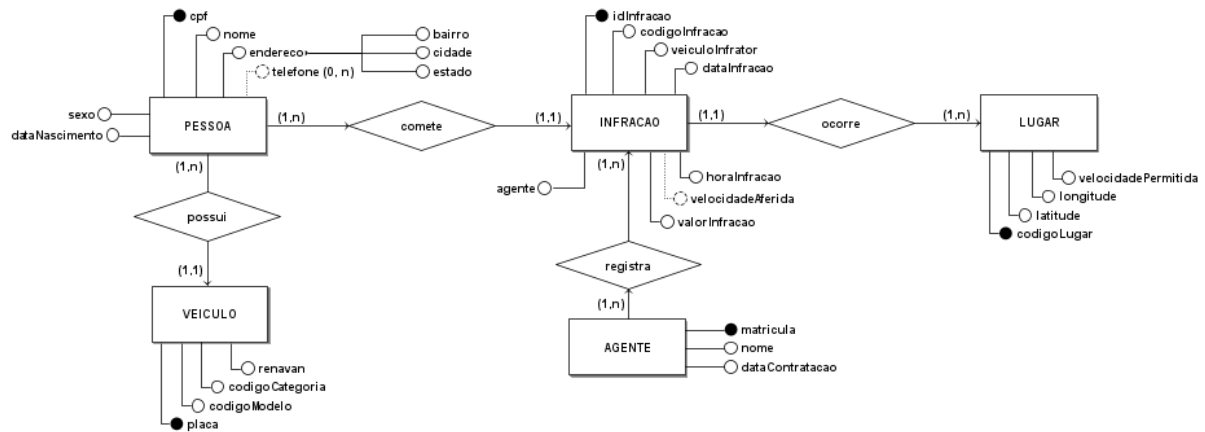 cpf
nome
endereco
bairro
cidade
estado
telefone (0, n)
sexo
dataNascimento
PESSOA
(1,n)
comete
(1,1)
idInfracao
codigoInfracao
veiculoInfrator
dataInfracao
INFRACAO
(1,1)
ocorre
(1,n)
LUGAR
velocidadePermitida
longitude
latitude
codigoLugar
(1,n)
possui
(1,1)
VEICULO
renavan
codigoCategoria
codigoModelo
placa
agente
(1,n)
horaInfracao
velocidadeAferida
valorInfracao
registra
(1,n)
AGENTE
matricula
nome
dataContratacao